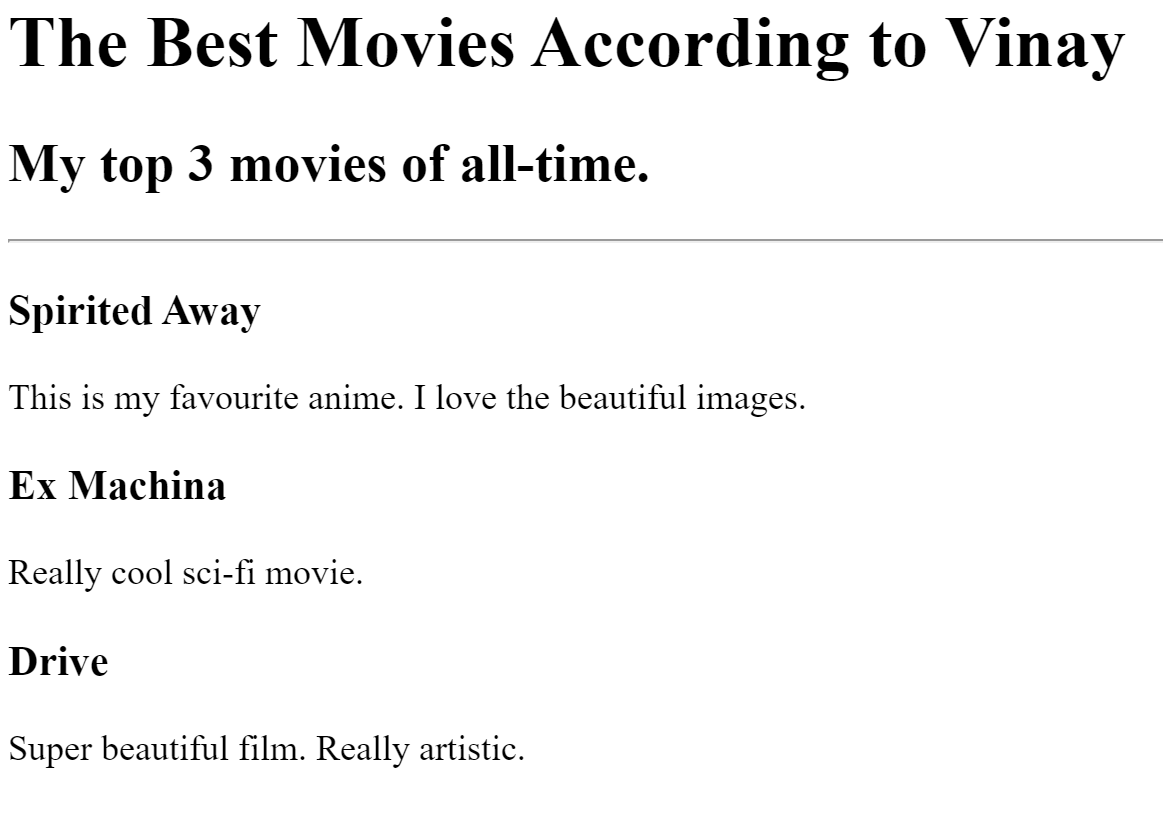 The Best Movies According to Vinay
My top 3 movies of all-time.
Spirited Away
This is my favourite anime. I love the beautiful images.
Ex Machina
Really cool sci-fi movie.
Drive
Super beautiful film. Really artistic.